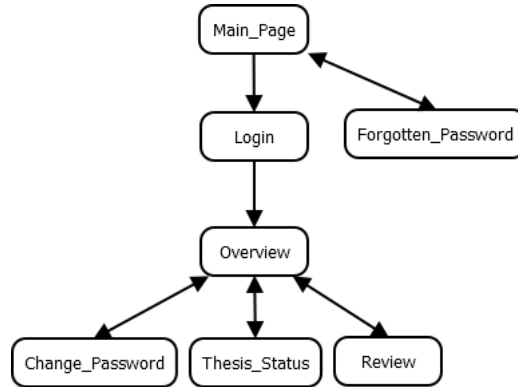 Main_Page
Login
Forgotten_Password
Overview
Change_Password
Thesis_Status
Review